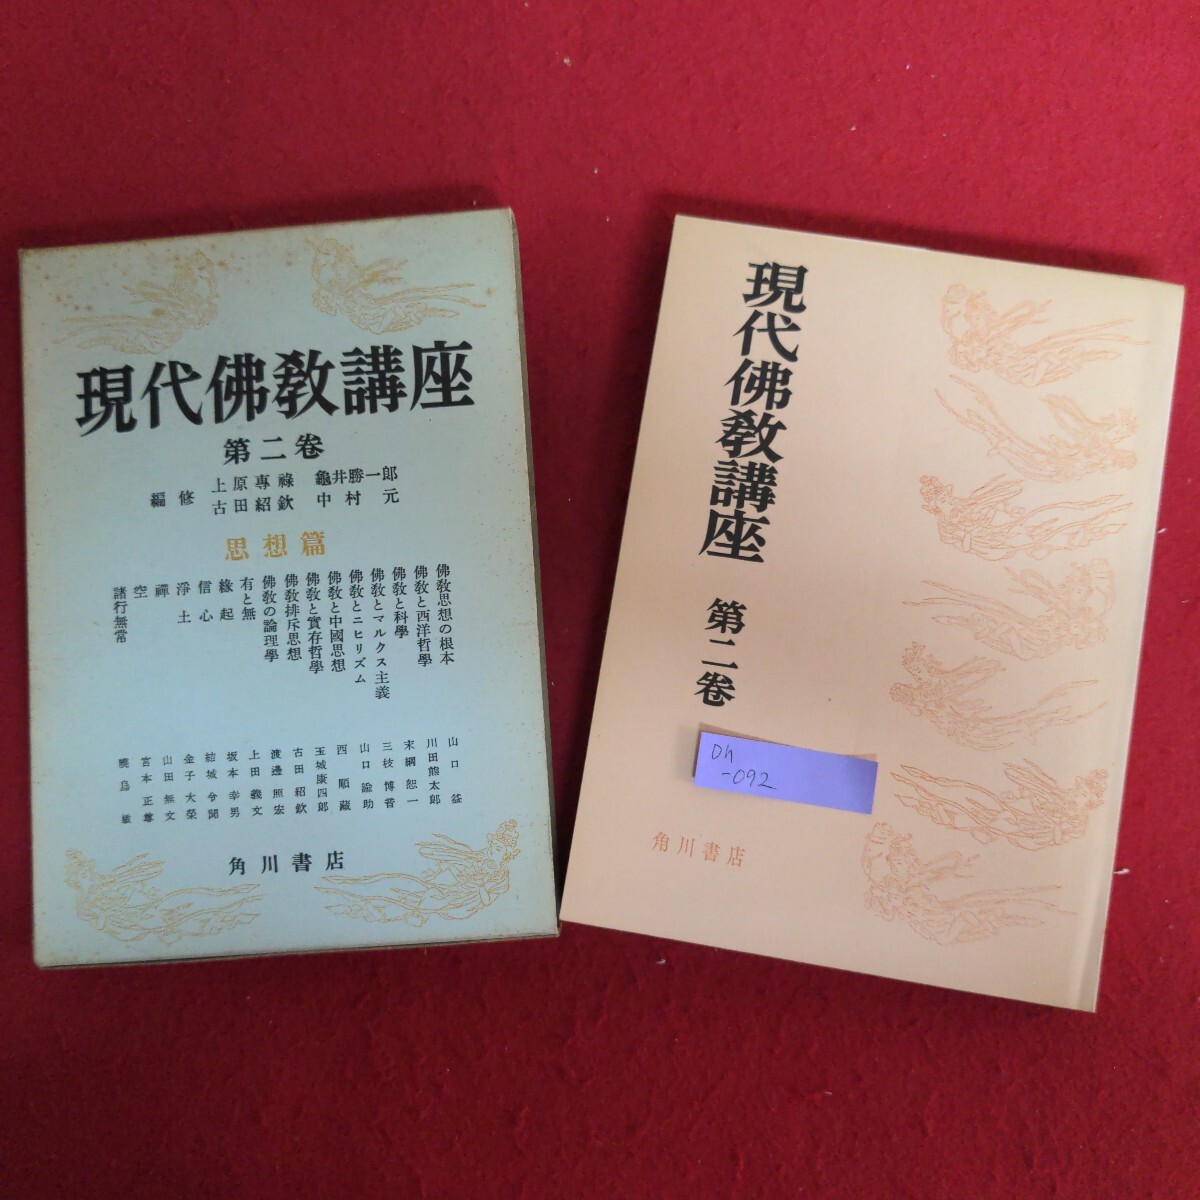 現代佛教講座
第二卷
編修
上原專祿 龜井勝一郎
古田紹欽 中村 元
思想篇
佛教思想の根本
佛教と西洋哲學
佛教と科學
佛教とマルクス主義
佛教とニヒリズム
佛教と中國思想
佛教と實存哲學
佛教排斥思想
佛教の論理學
有と無
緣起
信心
淨土
禪
空
諸行無常
山口 益
川田熊太郎
末綱恕一
三枝博音
山口諭助
西 順藏
玉城康四郎
古田紹欽
渡邊照宏
上田義文
坂本幸男
結城令聞
金子大榮
山田無文
宮本正尊
角川書店
現代佛教講座 第二卷
Oh
-092
角川書店